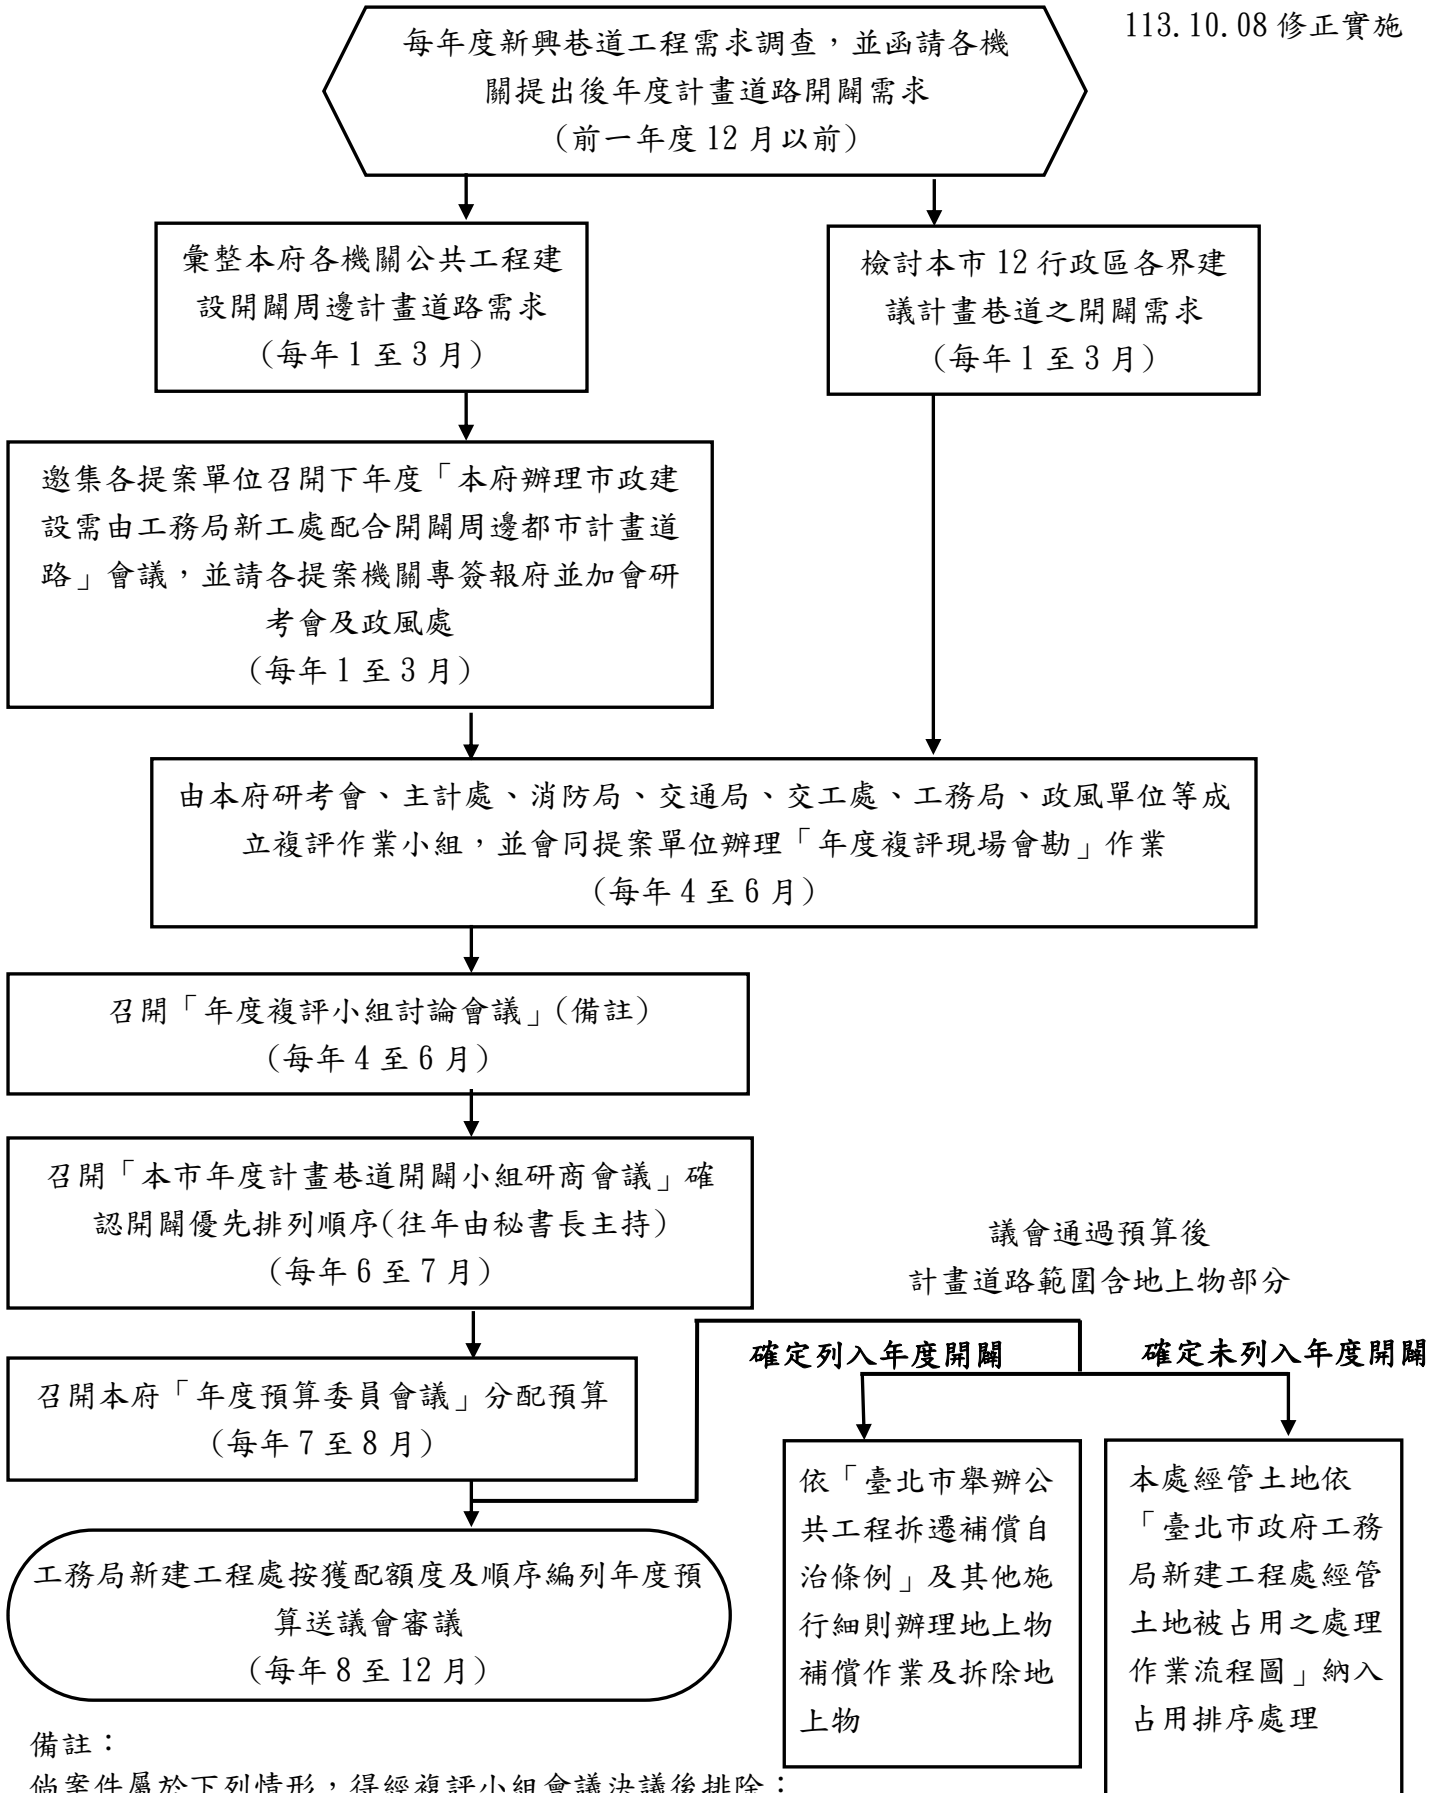 113.10.08 修正實施
每年度新興巷道工程需求調查，並函請各機
關提出後年度計畫道路開闢需求
(前一年度 12 月以前)
彙整本府各機關公共工程建
設開闢周邊計畫道路需求
(每年 1 至 3 月)
檢討本市 12 行政區各界建
議計畫巷道之開闢需求
(每年 1 至 3 月)
邀集各提案單位召開下年度「本府辦理市政建
設需由工務局新工處配合開闢周邊都市計畫道
路」會議，並請各提案機關專簽報府並加會研
考會及政風處
(每年 1 至 3 月)
由本府研考會、主計處、消防局、交通局、交工處、工務局、政風單位等成
立複評作業小組，並會同提案單位辦理「年度複評現場會勘」作業
(每年 4 至 6 月)
召開「年度複評小組討論會議」(備註)
(每年 4 至 6 月)
召開「本市年度計畫巷道開闢小組研商會議」確
認開闢優先排列順序(往年由秘書長主持)
(每年 6 至 7 月)
召開本府「年度預算委員會議」分配預算
(每年 7 至 8 月)
工務局新建工程處按獲配額度及順序編列年度預
算送議會審議
(每年 8 至 12 月)
議會通過預算後
計畫道路範圍含地上物部分
確定列入年度開闢
確定未列入年度開闢
依「臺北市舉辦公
共工程拆遷補償自
治條例」及其他施
行細則辦理地上物
補償作業及拆除地
上物
本處經管土地依
「臺北市政府工務
局新建工程處經管
土地被占用之處理
作業流程圖」納入
占用排序處理
備註：
倘案件屬於下列情形，得經複評小組會議決議後排除：